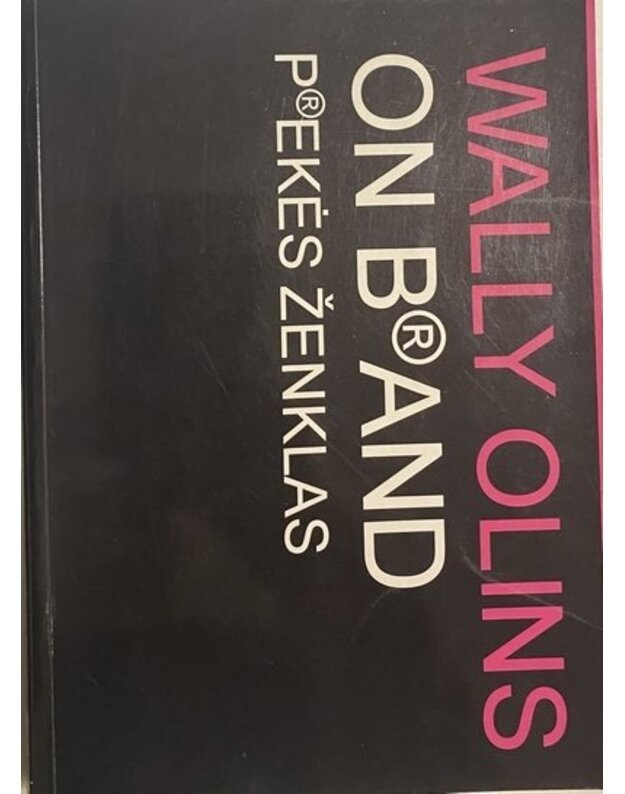 WALLY OLINS
ON B®AND
P®EKĖS ŽENKLAS